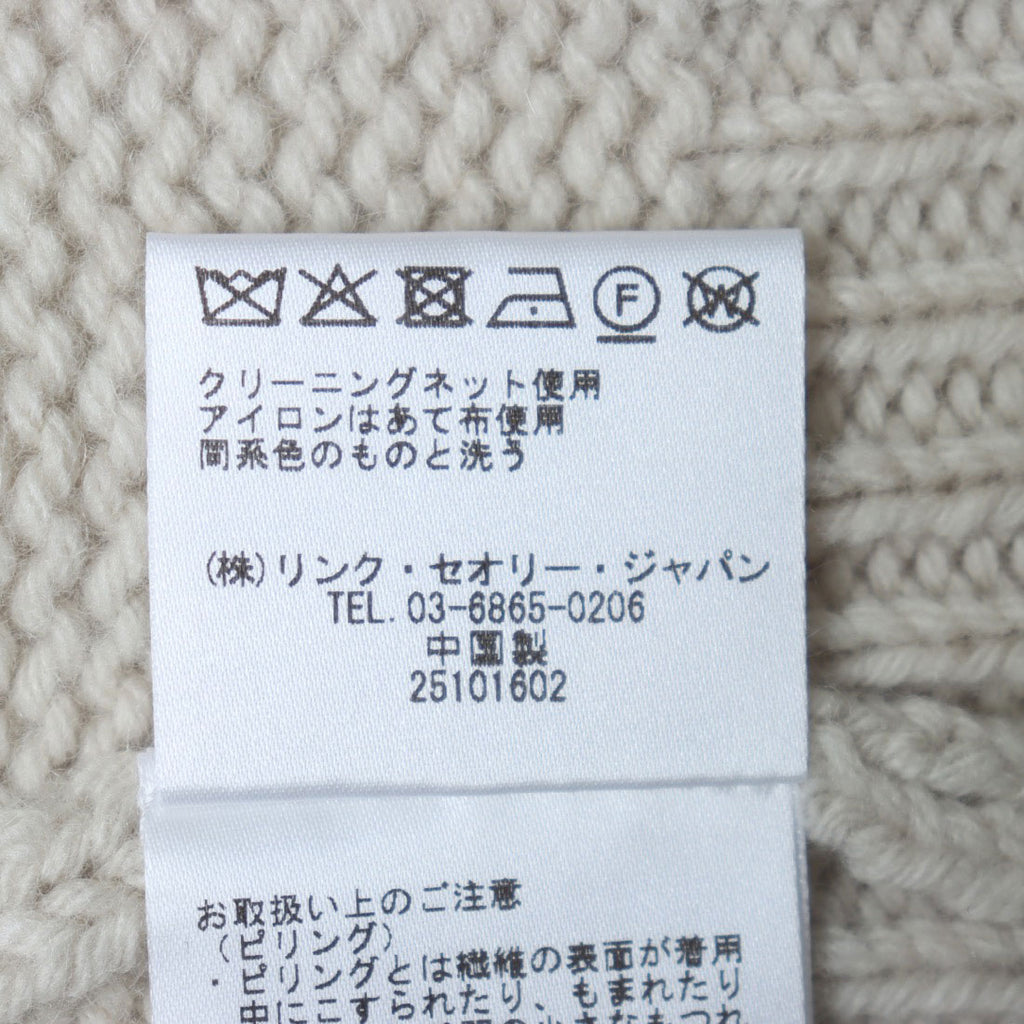 F W
クリーニングネット使用
アイロンはあて布使用
同系色のものと洗う
(株)リンク・セオリー・ジャパン
TEL. 03-6865-0206
中国製
25101602
お取扱い上のご注意
(ピリング)
・ピリングとは繊維の表面が着用
中にこすられたり、もまれたり